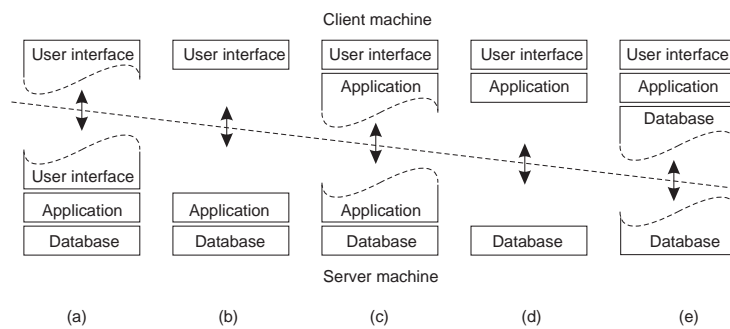 Client machine
User interface User interface User interface User interface User interface
Application Application Application
Database
User interface
Application Application Application
Database Database Database Database Database
Server machine
(a) (b) (c) (d) (e)